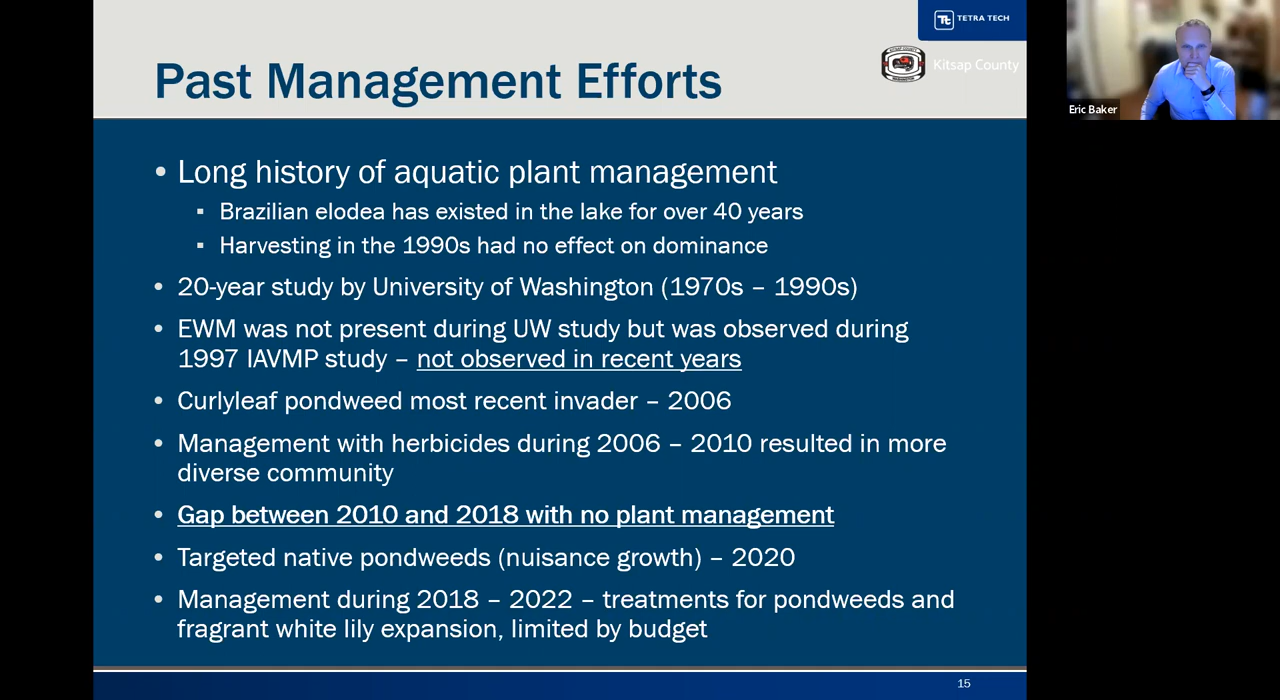 TETRA TECH
Past Management Efforts
Kitsap County
Eric Baker
• Long history of aquatic plant management
▪ Brazilian elodea has existed in the lake for over 40 years
▪ Harvesting in the 1990s had no effect on dominance
• 20-year study by University of Washington (1970s – 1990s)
• EWM was not present during UW study but was observed during
1997 IAVMP study – not observed in recent years
• Curlyleaf pondweed most recent invader – 2006
• Management with herbicides during 2006 – 2010 resulted in more
diverse community
• Gap between 2010 and 2018 with no plant management
• Targeted native pondweeds (nuisance growth) – 2020
• Management during 2018 – 2022 – treatments for pondweeds and
fragrant white lily expansion, limited by budget
15